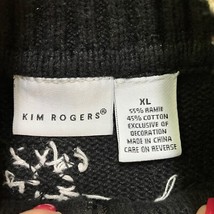 KIM ROGERS®
XL
55% RAMIE
45% COTTON
EXCLUSIVE OF
DECORATION
MADE IN CHINA
CARE ON REVERSE